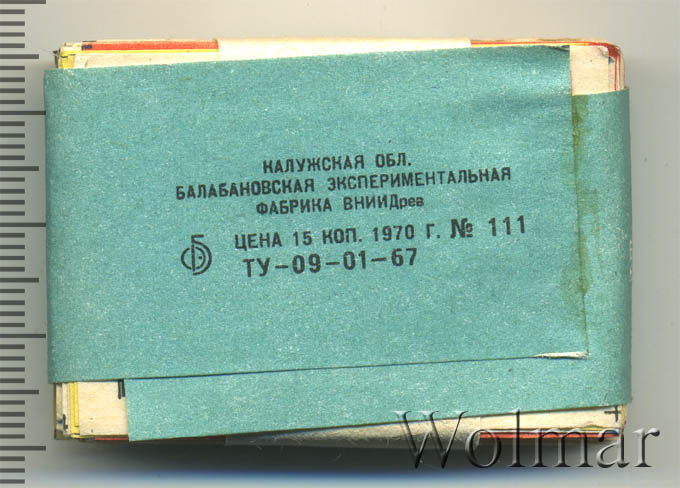 КАЛУЖСКАЯ ОБЛ.
БАЛАБАНОВСКАЯ ЭКСПЕРИМЕНТАЛЬНАЯ
ФАБРИКА ВНИИДрев
ЦЕНА 15 КОП. 1970 Г. № 111
ТУ-09-01-67
Wolmar